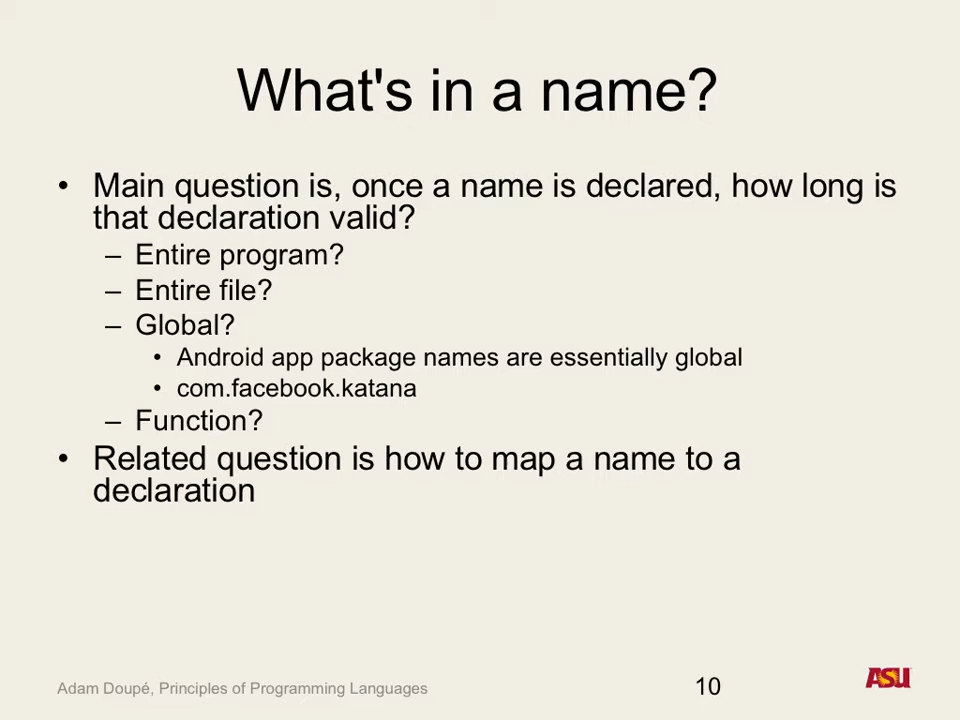 What's in a name?
• Main question is, once a name is declared, how long is
that declaration valid?
– Entire program?
– Entire file?
– Global?
• Android app package names are essentially global
• com.facebook.katana
– Function?
• Related question is how to map a name to a
declaration
Adam Doupé, Principles of Programming Languages
10
ASU